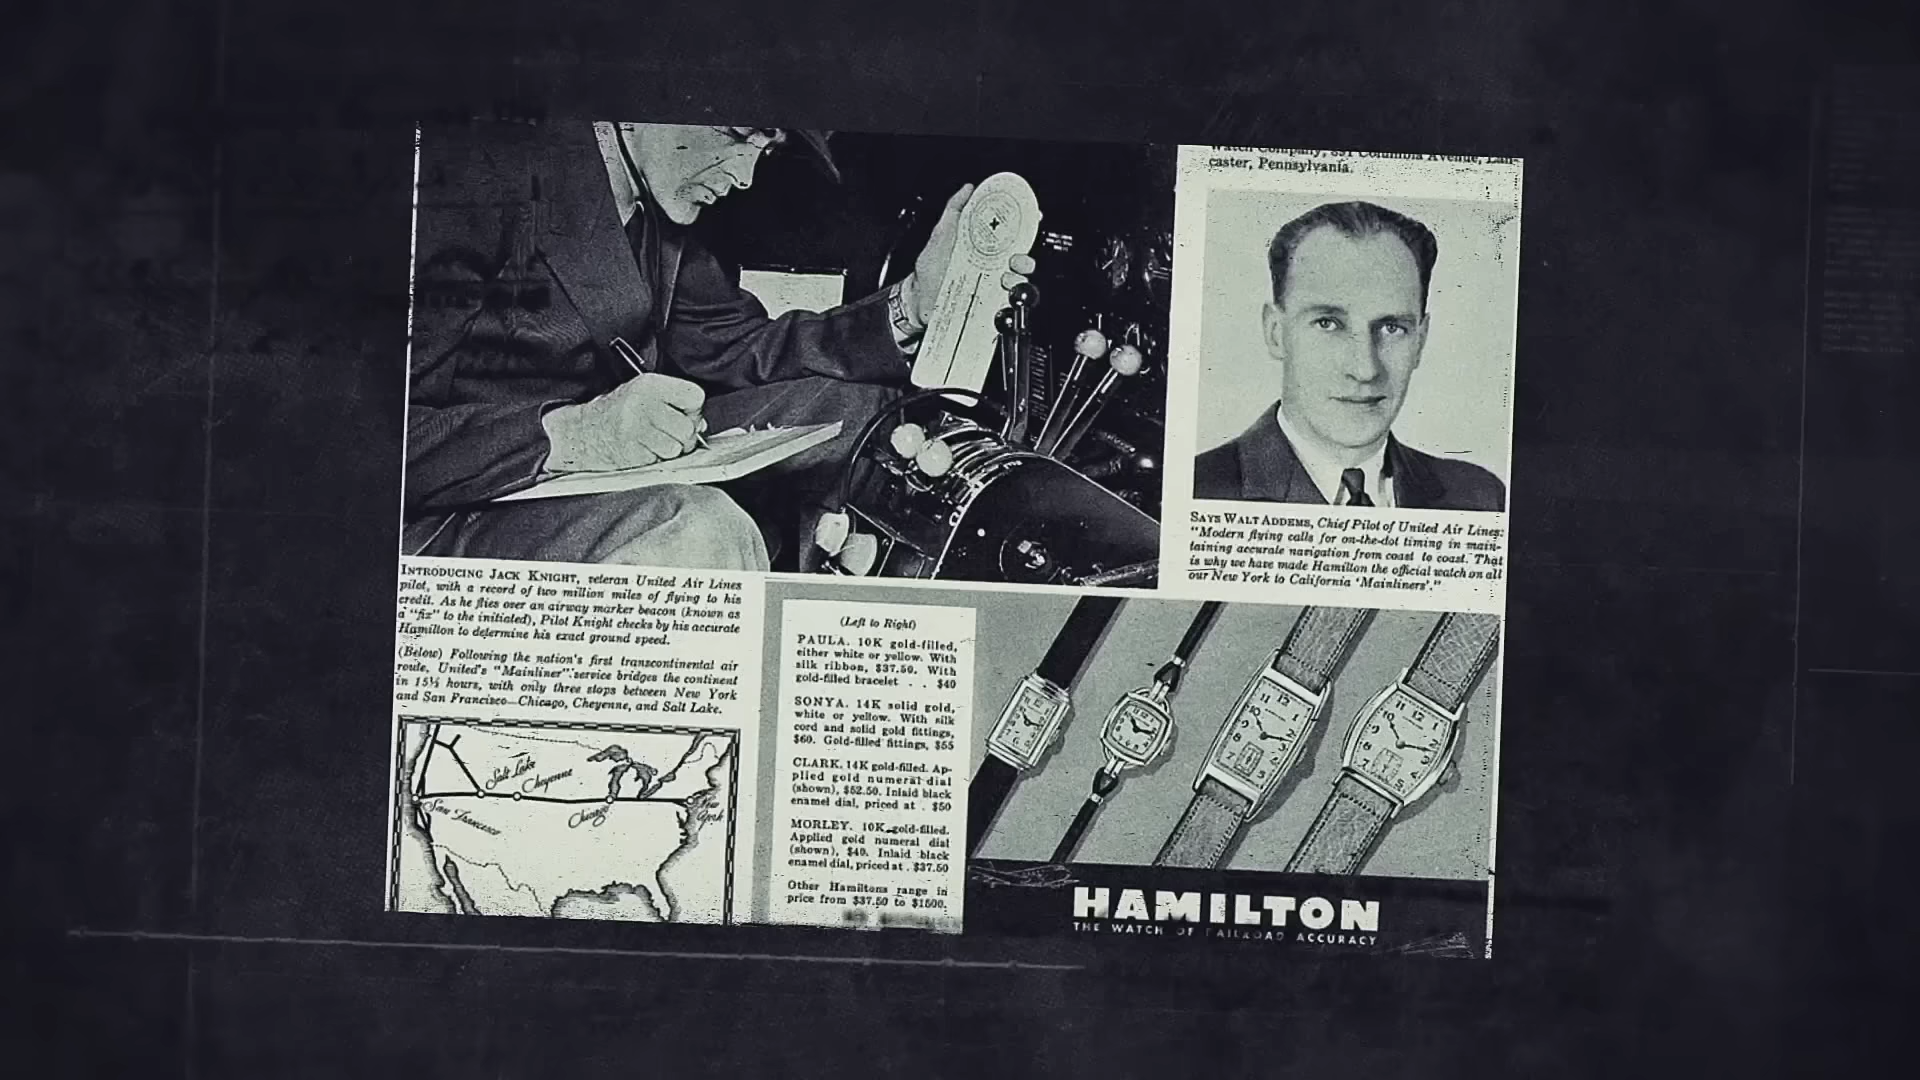 caster, Pennsylvania.
SAYS WALT ADDEMS, Chief Pilot of United Air Lines:
"Modern flying calls for on-the-dot timing in main-
taining accurate navigation from coast to coast. That
is why we have made Hamilton the official watch on all
our New York to California 'Mainliners'."
INTRODUCING JACK KNIGHT, veteran United Air Lines
pilot, with a record of two million miles of flying to his
credit. As he flies over an airway marker beacon (known as
a "fix" to the initiated), Pilot Knight checks by his accurate
Hamilton to determine his exact ground speed.
(Below) Following the nation's first transcontinental air
route, United's "Mainliner" service bridges the continent
in 15½ hours, with only three stops between New York
and San Francisco—Chicago, Cheyenne, and Salt Lake.
Salt Lake
Cheyenne
San Francisco
Chicago
New York
(Left to Right)
PAULA. 10K gold-filled,
either white or yellow. With
silk ribbon, $37.50. With
gold-filled bracelet . . $40
SONYA. 14K solid gold,
white or yellow. With silk
cord and solid gold fittings,
$60. Gold-filled fittings, $55
CLARK. 14K gold-filled. Ap-
plied gold numeral dial
(shown), $52.50. Inlaid black
enamel dial, priced at . $50
MORLEY. 10K gold-filled.
Applied gold numeral dial
(shown), $40. Inlaid black
enamel dial, priced at . $37.50
Other Hamiltons range in
price from $37.50 to $1500.
HAMILTON
THE WATCH OF RAILROAD ACCURACY